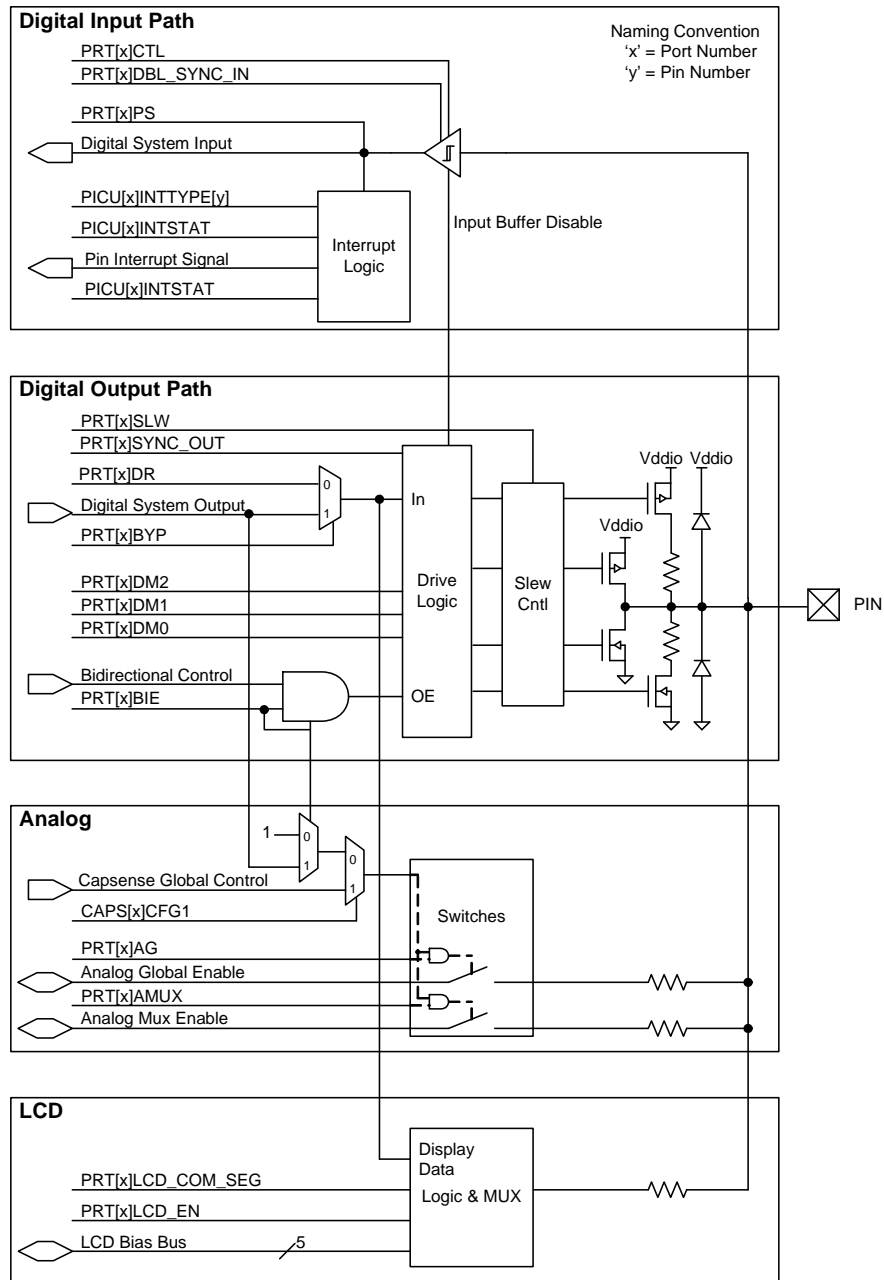 Digital Input Path
Naming Convention
‘x’ = Port Number
‘y’ = Pin Number
PRT[x]CTL
PRT[x]DBL_SYNC_IN
PRT[x]PS
Digital System Input
PICU[x]INTTYPE[y]
PICU[x]INTSTAT
Pin Interrupt Signal
PICU[x]INTSTAT
Interrupt
Logic
Input Buffer Disable
Digital Output Path
PRT[x]SLW
PRT[x]SYNC_OUT
PRT[x]DR
Digital System Output
PRT[x]BYP
0
1
In
Vddio Vddio
Vddio
PRT[x]DM2
PRT[x]DM1
PRT[x]DM0
Drive
Logic
Slew
Cntl
PIN
Bidirectional Control
PRT[x]BIE
OE
Analog
1
0
1
0
1
Capsense Global Control
CAPS[x]CFG1
Switches
PRT[x]AG
Analog Global Enable
PRT[x]AMUX
Analog Mux Enable
LCD
Display
Data
Logic & MUX
PRT[x]LCD_COM_SEG
PRT[x]LCD_EN
LCD Bias Bus
5